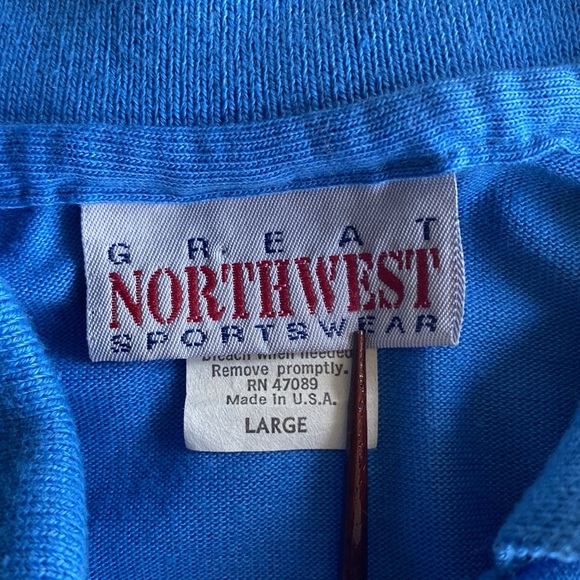 GREAT
NORTHWEST
SPORTSWEAR
Bleach when needed
Remove promptly.
RN 47089
Made in U.S.A.
LARGE